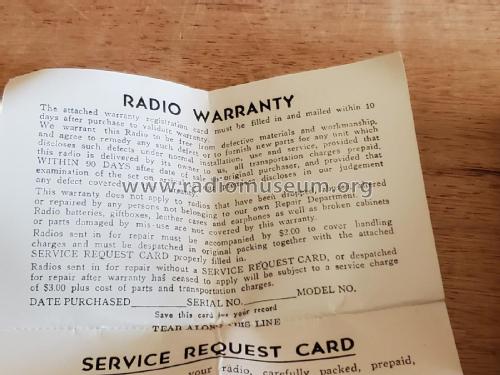 RADIO WARRANTY
The attached warranty registration card must be filled in and mailed within 10
days after purchase to validate warranty.
We warrant this Radio to be free from defective materials and workmanship,
and agree to remedy any such defect or to furnish new parts for any unit which
discloses such defects under normal installation, use and service, provided that
this radio is delivered by its owner to us, all transportation charges prepaid,
WITHIN 90 DAYS after date of sale to original purchaser, and provided that
examination of the set on our part discloses in our judgement
any defect covered
This warranty does not apply to radios that have been dropped,
or repaired by any persons not belonging to our own Repair Department.
Radio batteries, giftboxes, leather cases and earphones as well as broken cabinets
or parts damaged by mis-use are not covered by this warranty.
Radios sent in for repair must be accompanied by $2.00 to cover handling
charges and must be despatched in original packing together with the attached
SERVICE REQUEST CARD properly filled in.
Radios sent in for repair without a SERVICE REQUEST CARD, or despatched
for repair after warranty has ceased to apply will be subject to a service charge
of $3.00 plus cost of parts and transportation charges.
DATE PURCHASED SERIAL NO. MODEL NO.
Save this card for your record
TEAR ALONG THIS LINE
SERVICE REQUEST CARD
your radio, carefully packed, prepaid,
www.radiomuseum.org